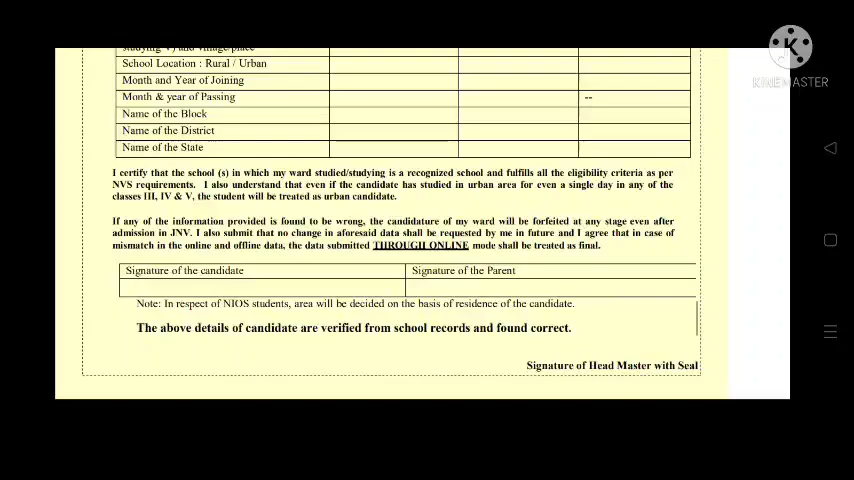 studying V) and village/place
School Location : Rural / Urban
Month and Year of Joining
Month & year of Passing
--
Name of the Block
Name of the District
Name of the State
I certify that the school (s) in which my ward studied/studying is a recognized school and fulfills all the eligibility criteria as per
NVS requirements. I also understand that even if the candidate has studied in urban area for even a single day in any of the
classes III, IV & V, the student will be treated as urban candidate.
If any of the information provided is found to be wrong, the candidature of my ward will be forfeited at any stage even after
admission in JNV. I also submit that no change in aforesaid data shall be requested by me in future and I agree that in case of
mismatch in the online and offline data, the data submitted THROUGH ONLINE mode shall be treated as final.
Signature of the candidate
Signature of the Parent
Note: In respect of NIOS students, area will be decided on the basis of residence of the candidate.
The above details of candidate are verified from school records and found correct.
Signature of Head Master with Seal
K
KINEMASTER